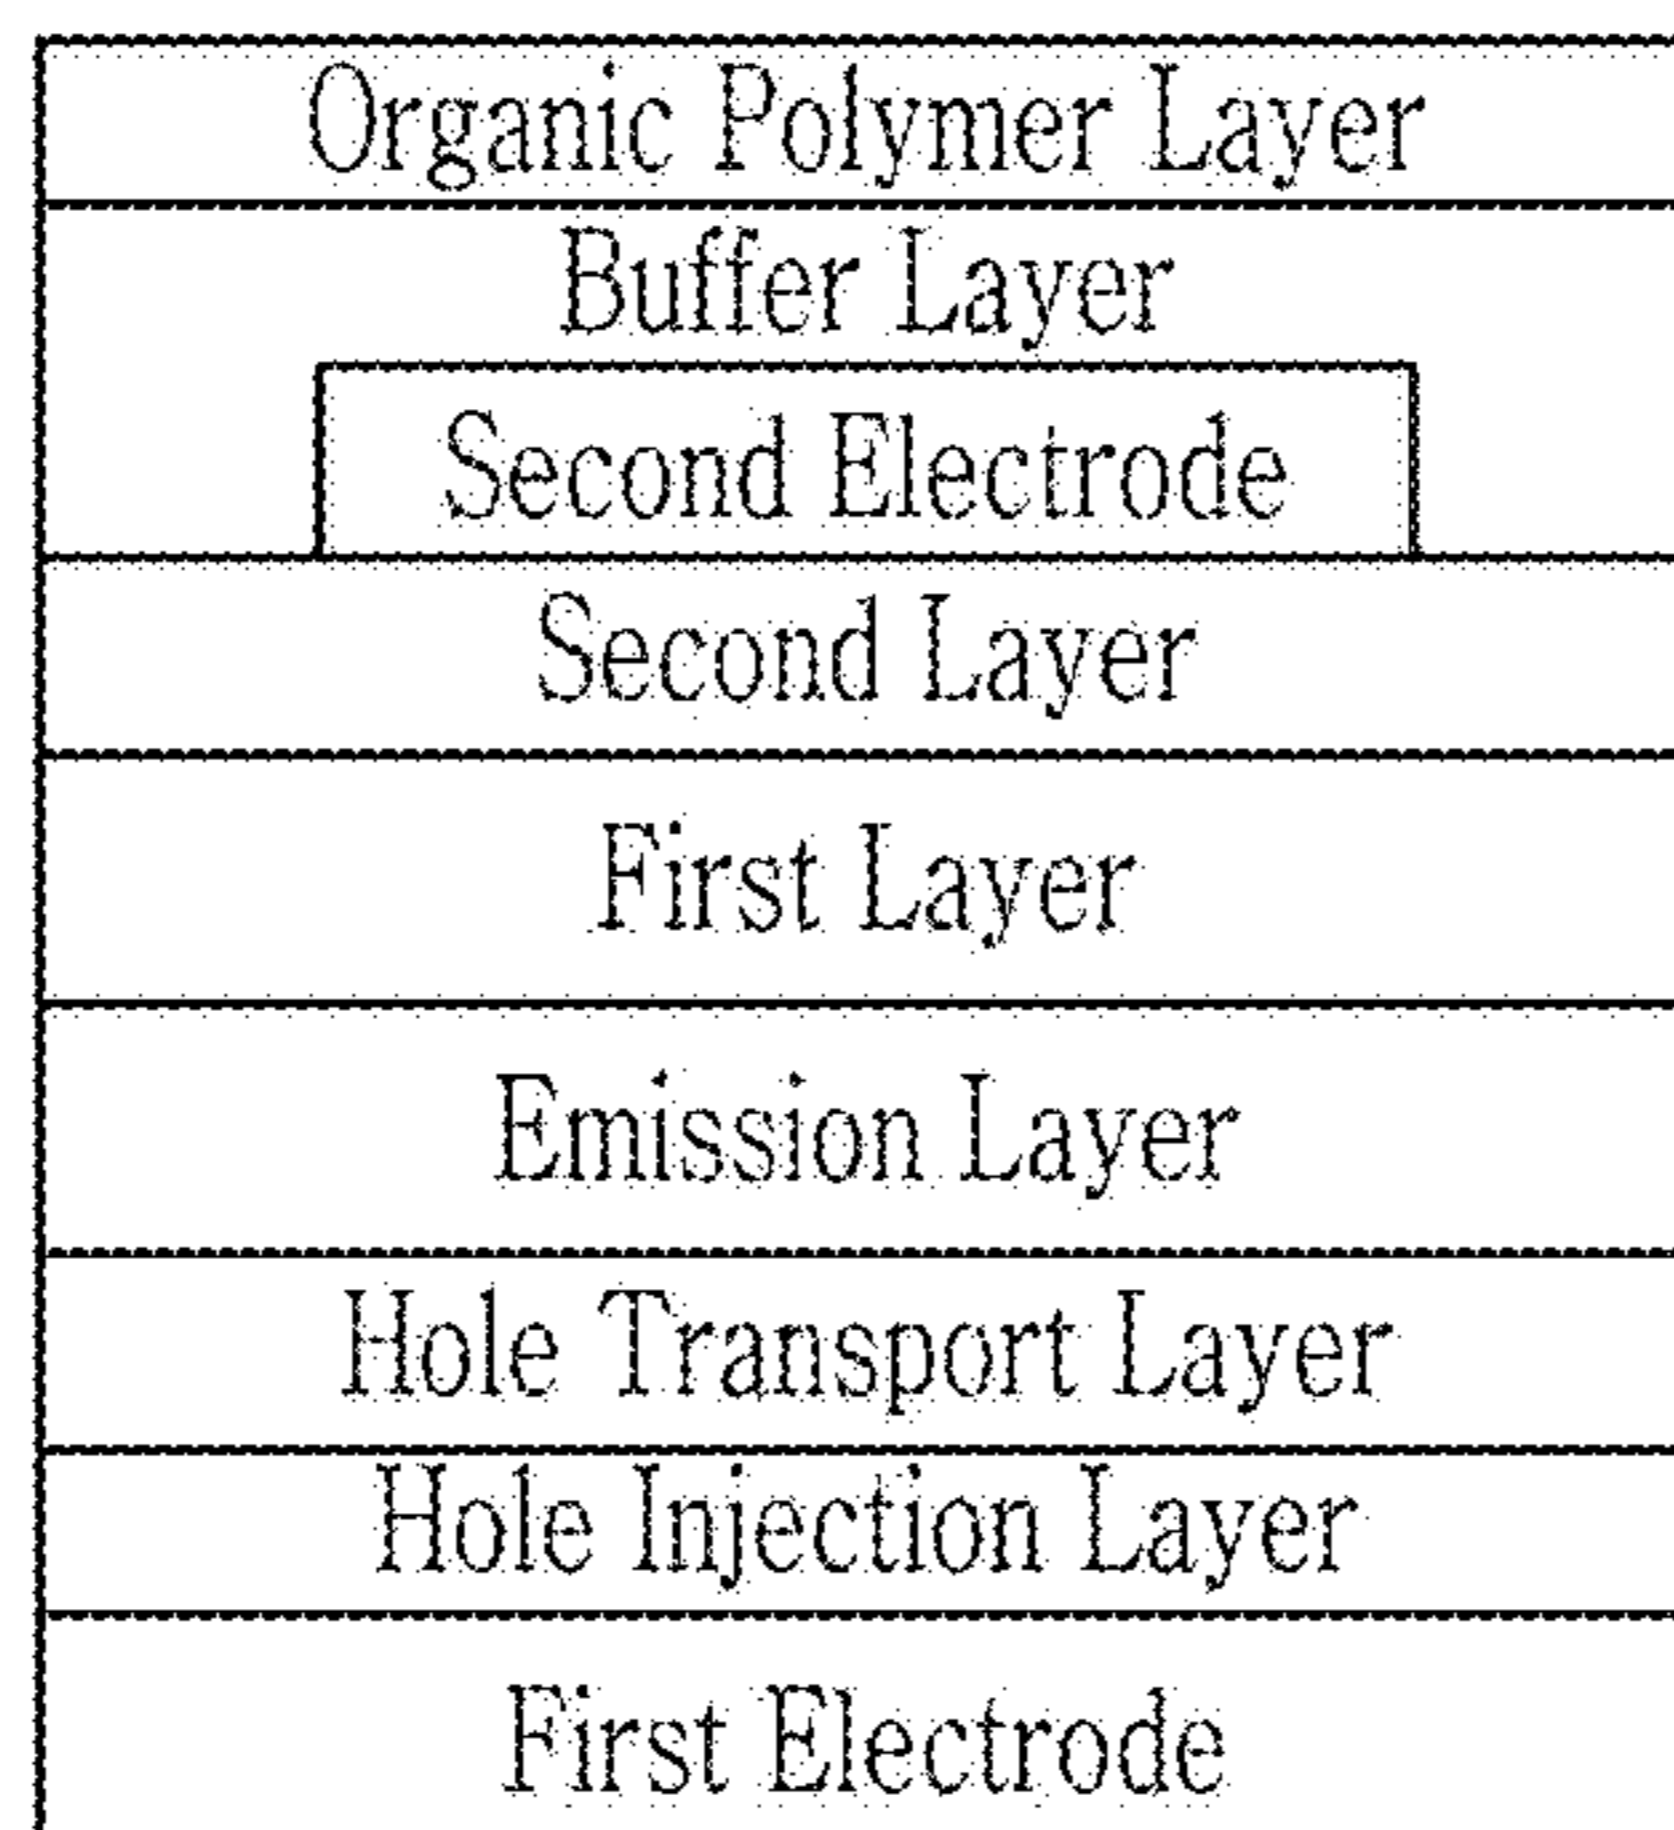 Organic Polymer Layer
Buffer Layer
Second Electrode
Second Layer
First Layer
Emission Layer
Hole Transport Layer
Hole Injection Layer
First Electrode